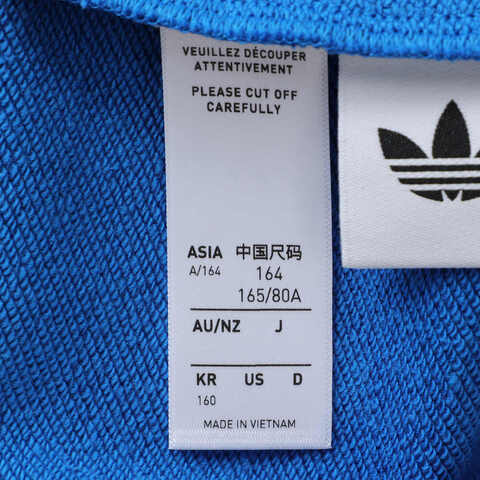 VEUILLEZ DÉCOUPER
ATTENTIVEMENT
PLEASE CUT OFF
CAREFULLY
ASIA 中国尺码
A/164 164
165/80A
AU/NZ J
KR US D
160
MADE IN VIETNAM